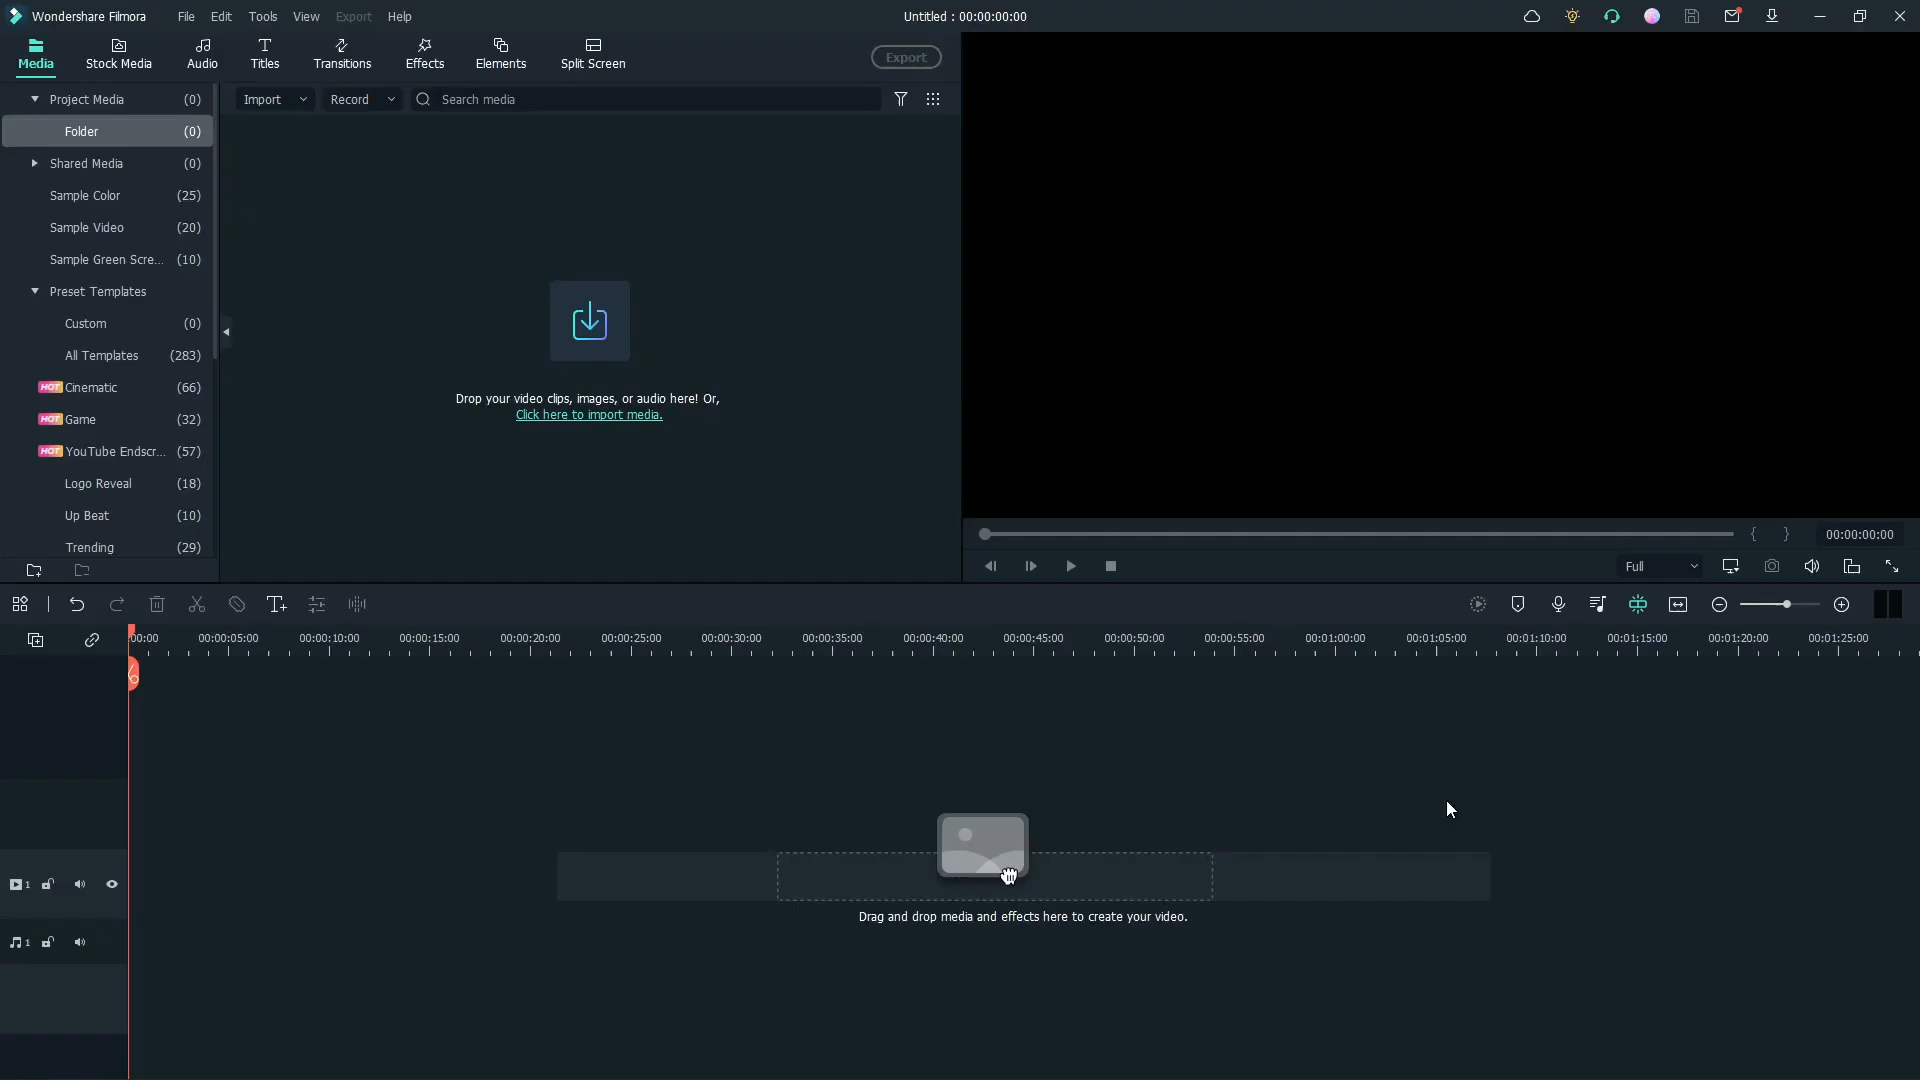 Wondershare Filmora File Edit Tools View Export Help Untitled : 00:00:00:00
Media Stock Media Audio Titles Transitions Effects Elements Split Screen Export
Project Media (0)
Import Record Search media
Folder (0)
Shared Media (0)
Sample Color (25)
Sample Video (20)
Sample Green Scre... (10)
Preset Templates
Custom (0)
All Templates (283)
HOT Cinematic (66)
HOT Game (32)
HOT YouTube Endscr... (57)
Logo Reveal (18)
Up Beat (10)
Trending (29)
Drop your video clips, images, or audio here! Or,
Click here to import media.
{ } 00:00:00:00
Full
00:00 00:00:05:00 00:00:10:00 00:00:15:00 00:00:20:00 00:00:25:00 00:00:30:00 00:00:35:00 00:00:40:00 00:00:45:00 00:00:50:00 00:00:55:00 00:01:00:00 00:01:05:00 00:01:10:00 00:01:15:00 00:01:20:00 00:01:25:00
1
Drag and drop media and effects here to create your video.
1